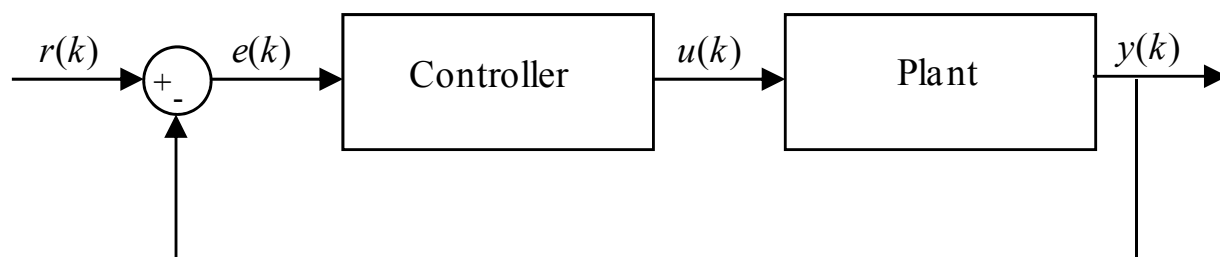 r(k)
+
-
e(k)
Controller
u(k)
Plant
y(k)